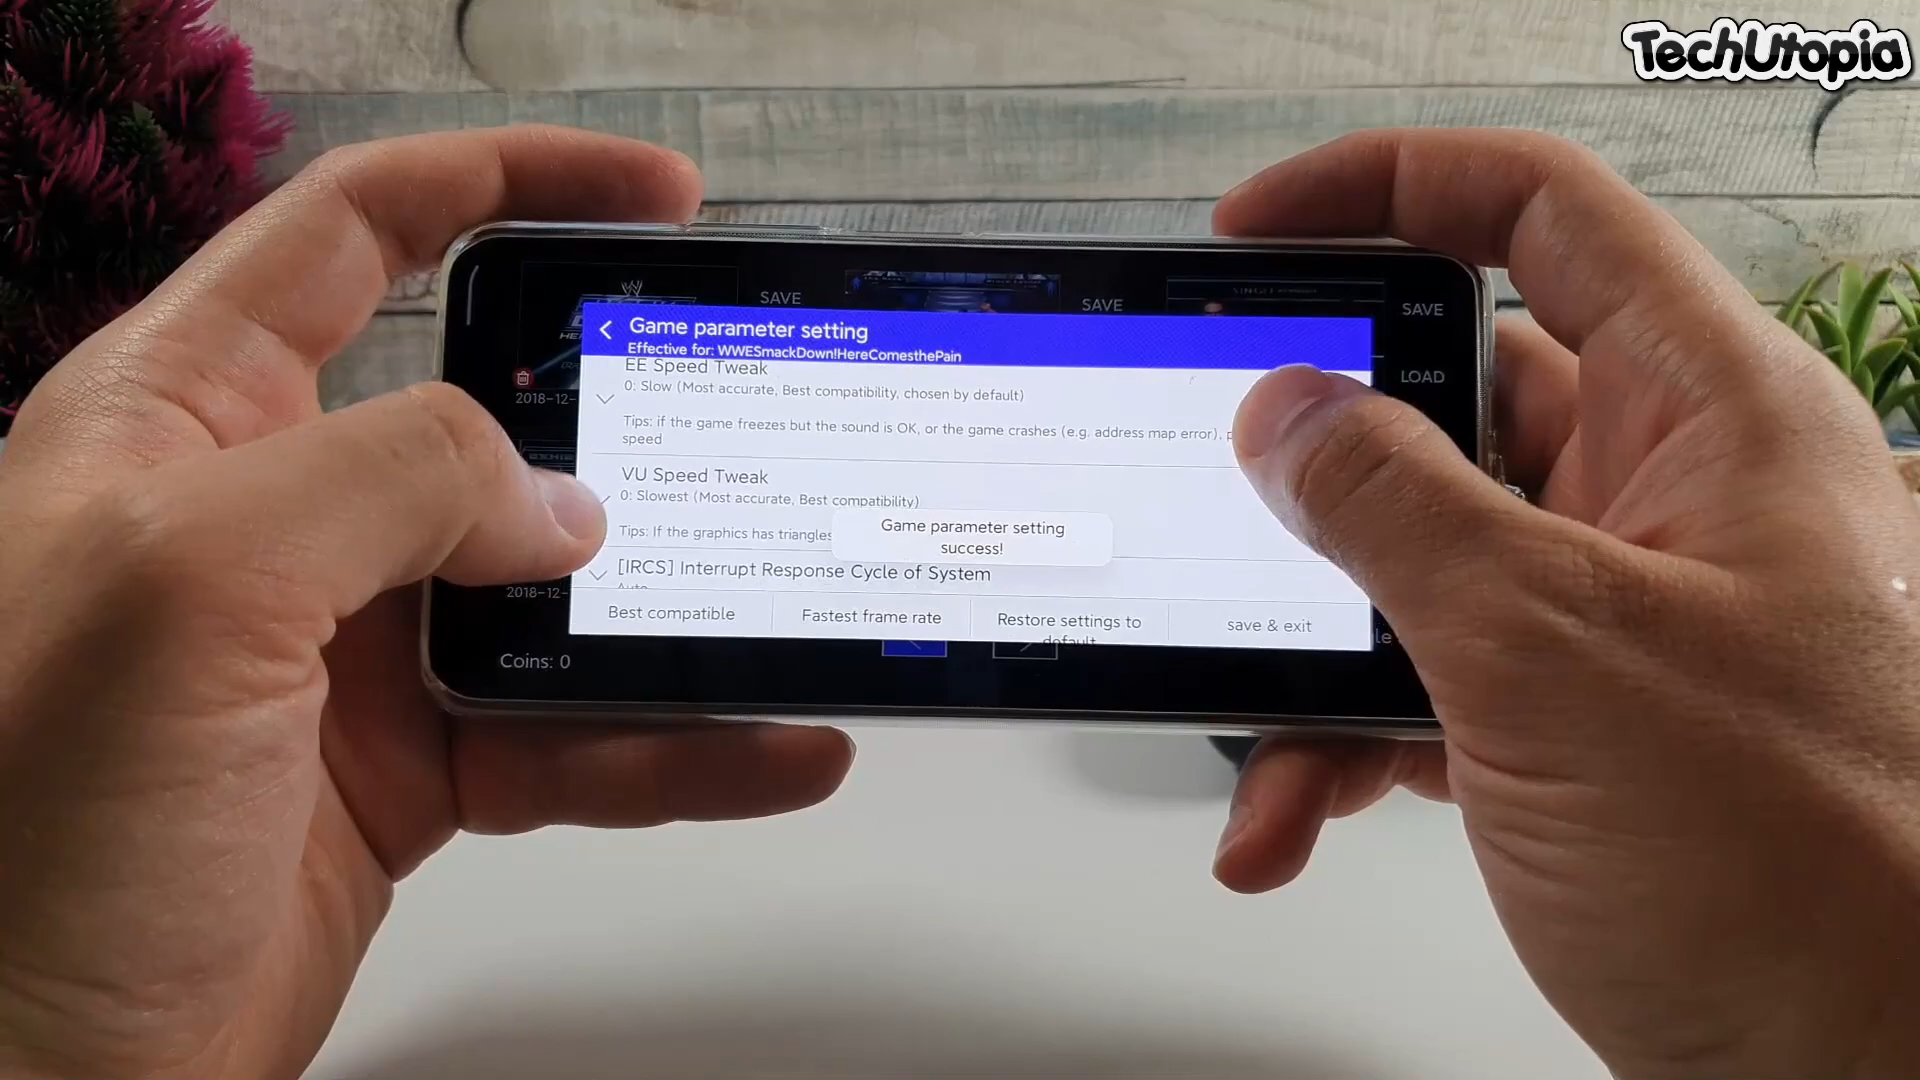 TechUtopia
SAVE
SAVE
SAVE
LOAD
Game parameter setting
Effective for: WWESmackDown!HereComesthePain
EE Speed Tweak
0: Slow (Most accurate, Best compatibility, chosen by default)
Tips: if the game freezes but the sound is OK, or the game crashes (e.g. address map error),
speed
VU Speed Tweak
0: Slowest (Most accurate, Best compatibility)
Tips: If the graphics has triangles
Game parameter setting
success!
[IRCS] Interrupt Response Cycle of System
Auto
Best compatible
Fastest frame rate
Restore settings to
default
save & exit
2018-12-
2018-12-
Coins: 0